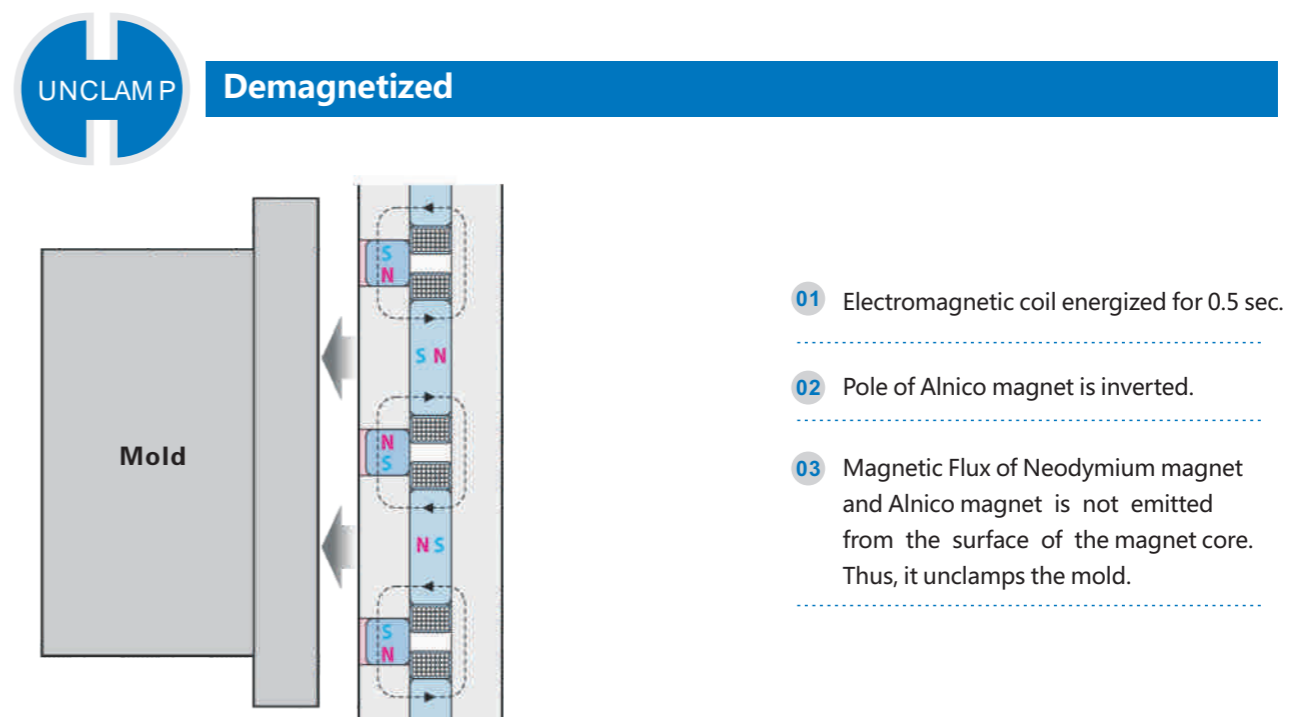 UNCLAMP
Demagnetized
S
N
S N
N
S
N S
S
N
Mold
01 Electromagnetic coil energized for 0.5 sec.
02 Pole of Alnico magnet is inverted.
03 Magnetic Flux of Neodymium magnet
and Alnico magnet is not emitted
from the surface of the magnet core.
Thus, it unclamps the mold.